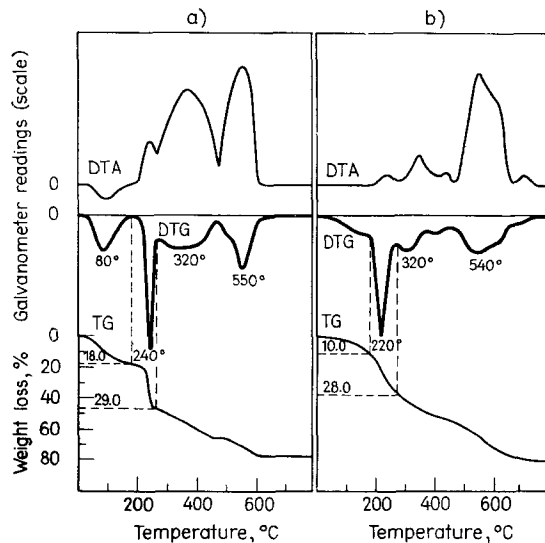 a)
b)
Galvanometer readings (scale)
Weight loss, %
DTA
0
0
DTG
80°
320°
550°
TG
0
18.0
240°
20
29.0
40
60
80
200 400 600
Temperature, °C
DTA
DTG
320°
540°
TG
10.0
220°
28.0
200 400 600
Temperature, °C